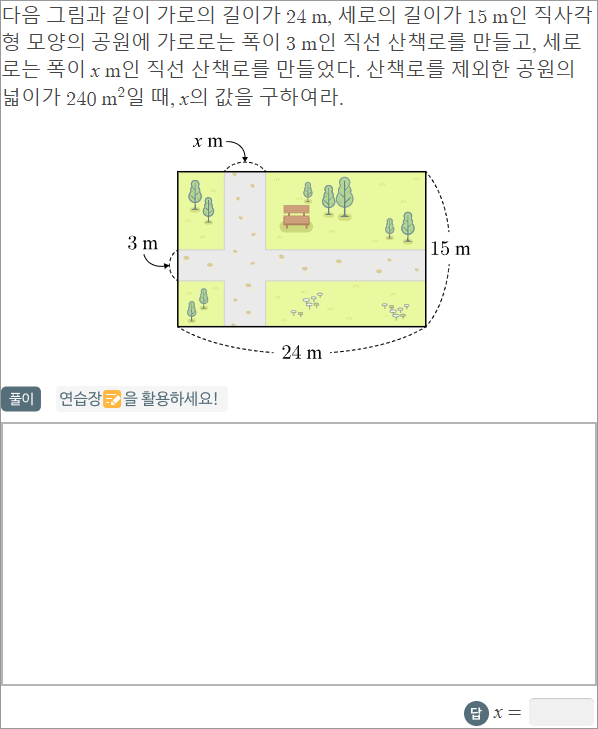 다음 그림과 같이 가로의 길이가 24 m, 세로의 길이가 15 m인 직사각
형 모양의 공원에 가로로는 폭이 3 m인 직선 산책로를 만들고, 세로
로는 폭이 x m인 직선 산책로를 만들었다. 산책로를 제외한 공원의
넓이가 240 m²일 때, x의 값을 구하여라.
x m
3 m
15 m
24 m
풀이 연습장 을 활용하세요!
답 x =